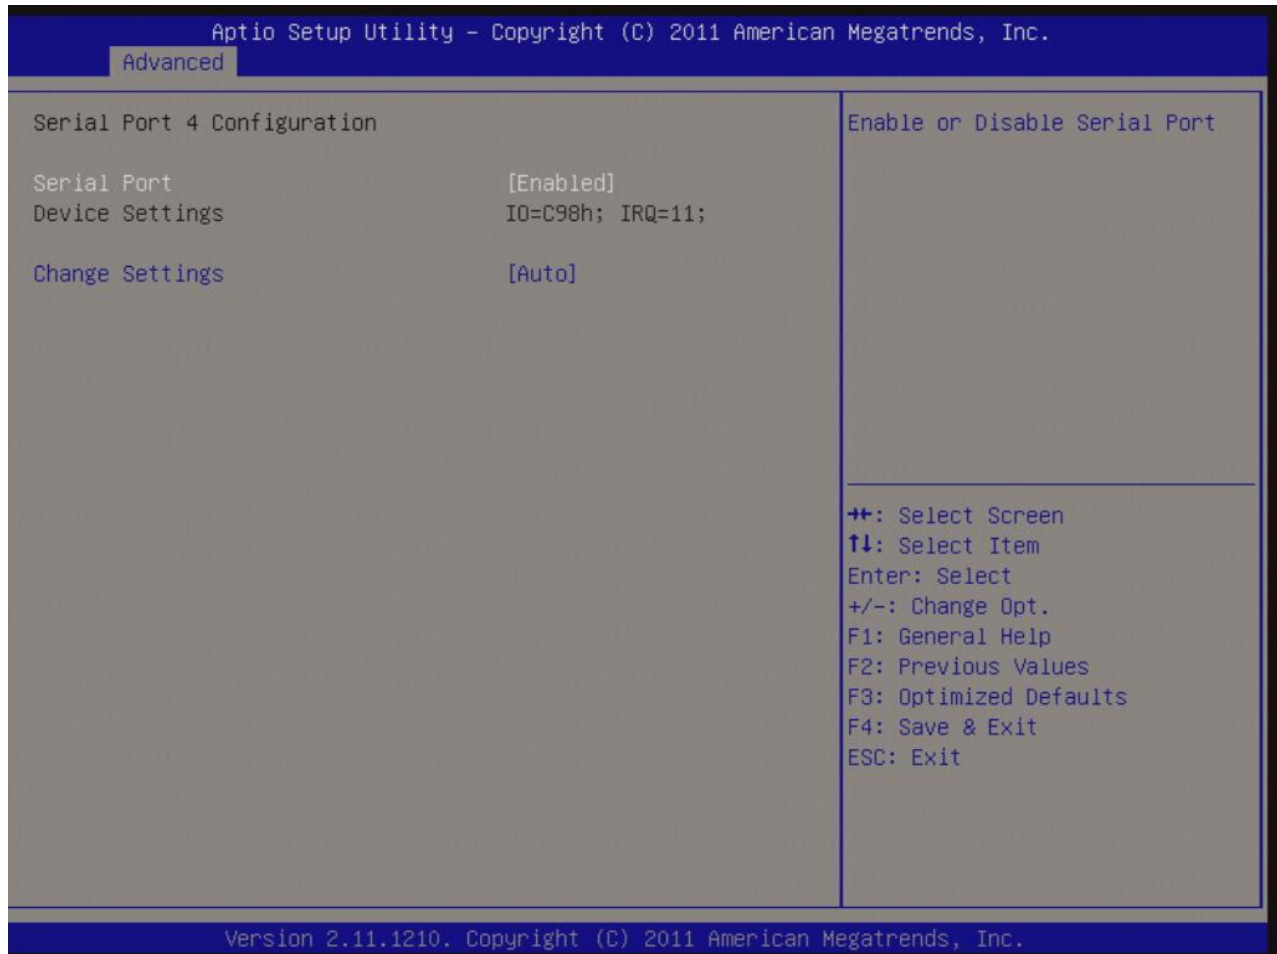 Aptio Setup Utility – Copyright (C) 2011 American Megatrends, Inc.
Advanced
Serial Port 4 Configuration
Serial Port [Enabled]
Device Settings IO=C98h; IRQ=11;
Change Settings [Auto]
Enable or Disable Serial Port
→←: Select Screen
↑↓: Select Item
Enter: Select
+/-: Change Opt.
F1: General Help
F2: Previous Values
F3: Optimized Defaults
F4: Save & Exit
ESC: Exit
Version 2.11.1210. Copyright (C) 2011 American Megatrends, Inc.